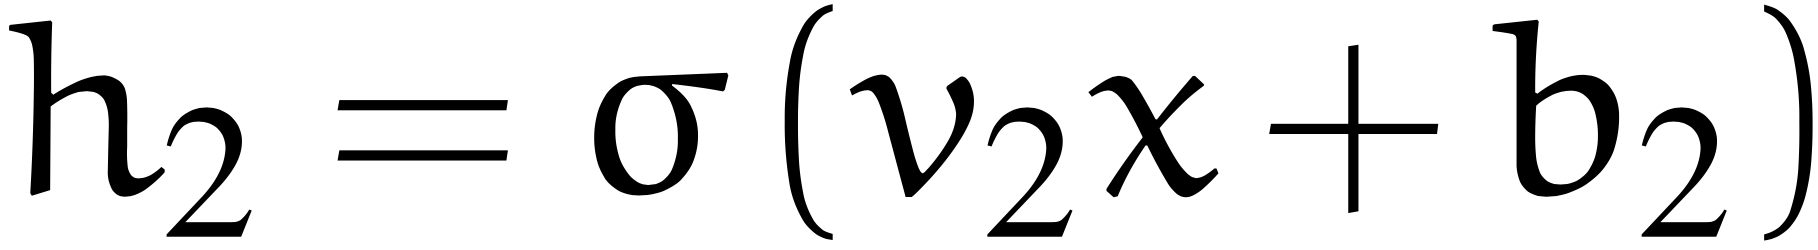 h₂ = σ (v₂x + b₂)